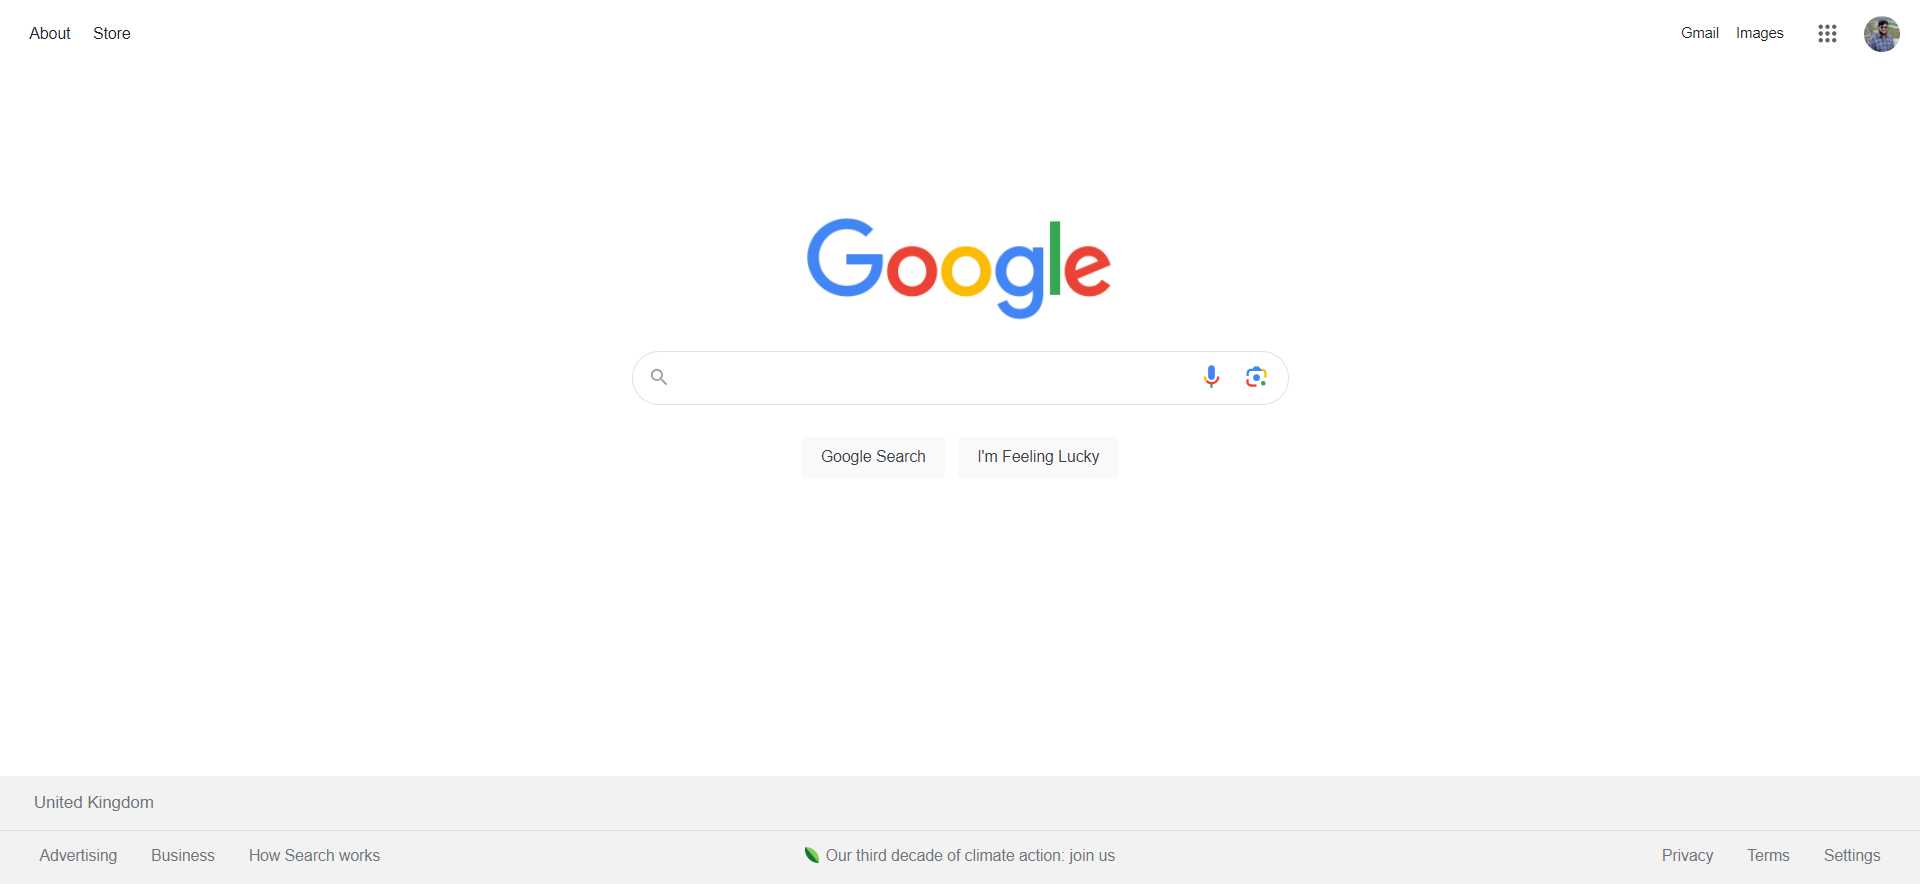 About Store Gmail Images
Google
Google Search I'm Feeling Lucky
United Kingdom
Advertising Business How Search works Our third decade of climate action: join us Privacy Terms Settings